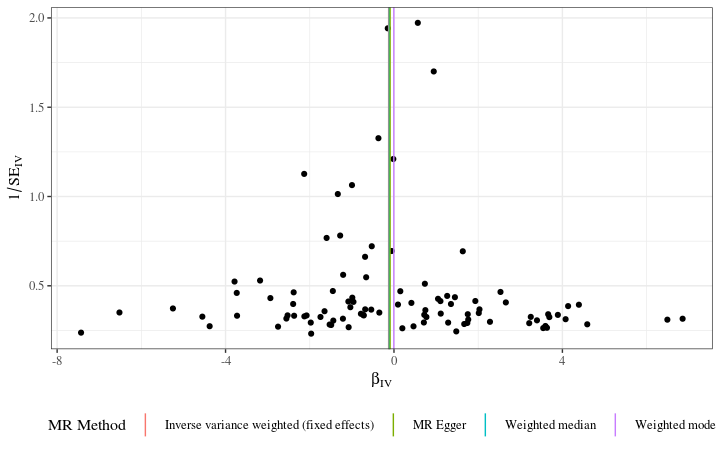 2.0
1.5
1.0
0.5
1/SE_IV
-8 -4 0 4
β_IV
MR Method Inverse variance weighted (fixed effects) MR Egger Weighted median Weighted mode